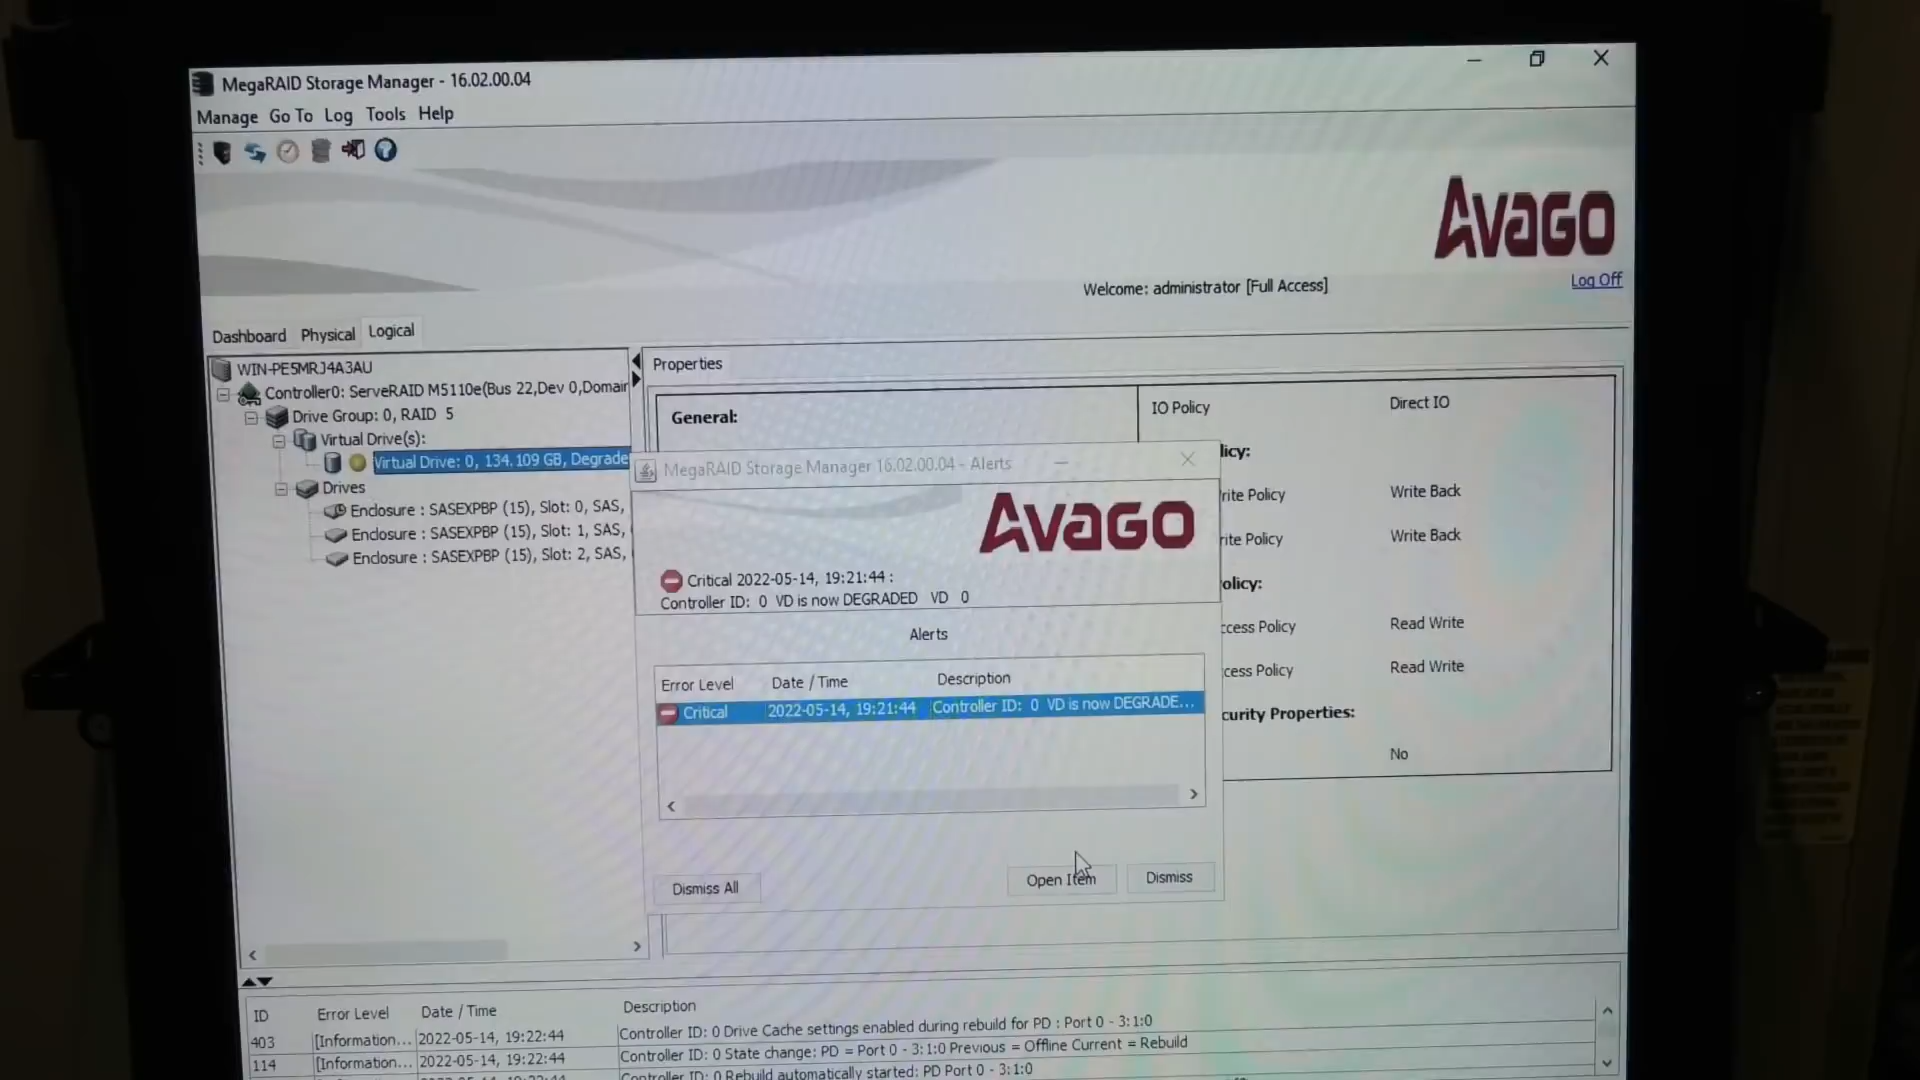 MegaRAID Storage Manager - 16.02.00.04
Manage Go To Log Tools Help
AVAGO
Welcome: administrator [Full Access]
Log Off
Dashboard Physical Logical
WIN-PE5MRJ4A3AU
Controller0: ServeRAID M5110e(Bus 22,Dev 0,Domain
Drive Group: 0, RAID 5
Virtual Drive(s):
Virtual Drive: 0, 134.109 GB, Degrade
Drives
Enclosure : SASEXPBP (15), Slot: 0, SAS,
Enclosure : SASEXPBP (15), Slot: 1, SAS,
Enclosure : SASEXPBP (15), Slot: 2, SAS,
Properties
General:
IO Policy Direct IO
licy:
rite Policy Write Back
rite Policy Write Back
olicy:
ccess Policy Read Write
cess Policy Read Write
curity Properties:
No
MegaRAID Storage Manager 16.02.00.04 - Alerts
AVAGO
Critical 2022-05-14, 19:21:44 :
Controller ID: 0 VD is now DEGRADED VD 0
Alerts
Error Level Date / Time Description
Critical 2022-05-14, 19:21:44 Controller ID: 0 VD is now DEGRADE...
Dismiss All Open Item Dismiss
ID Error Level Date / Time Description
403 [Information... 2022-05-14, 19:22:44 Controller ID: 0 Drive Cache settings enabled during rebuild for PD : Port 0 - 3:1:0
114 [Information... 2022-05-14, 19:22:44 Controller ID: 0 State change: PD = Port 0 - 3:1:0 Previous = Offline Current = Rebuild
Controller ID: 0 Rebuild automatically started: PD Port 0 - 3:1:0